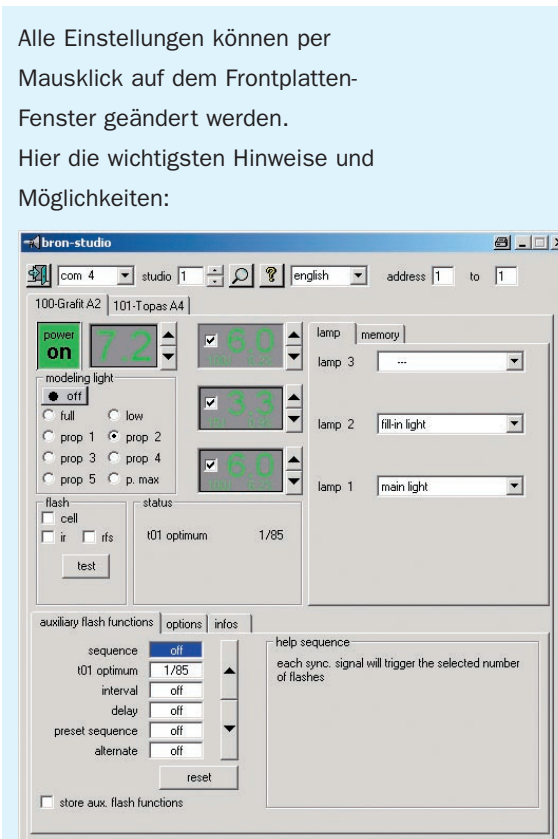 Alle Einstellungen können per
Mausklick auf dem Frontplatten-
Fenster geändert werden.
Hier die wichtigsten Hinweise und
Möglichkeiten:
bron-studio
com 4 studio 1 english address 1 to 1
100-Grafit A2 101-Topas A4
power on 7.2 6.0 lamp memory
lamp 3 ---
modeling light
off
full low
3.3 lamp 2 fill-in light
prop 1 prop 2
prop 3 prop 4
prop 5 p. max
6.0 lamp 1 main light
flash status
cell
ir rfs t01 optimum 1/85
test
auxiliary flash functions options infos
sequence off help sequence
t01 optimum 1/85 each sync. signal will trigger the selected number
of flashes
interval off
delay off
preset sequence off
alternate off
reset
store aux. flash functions